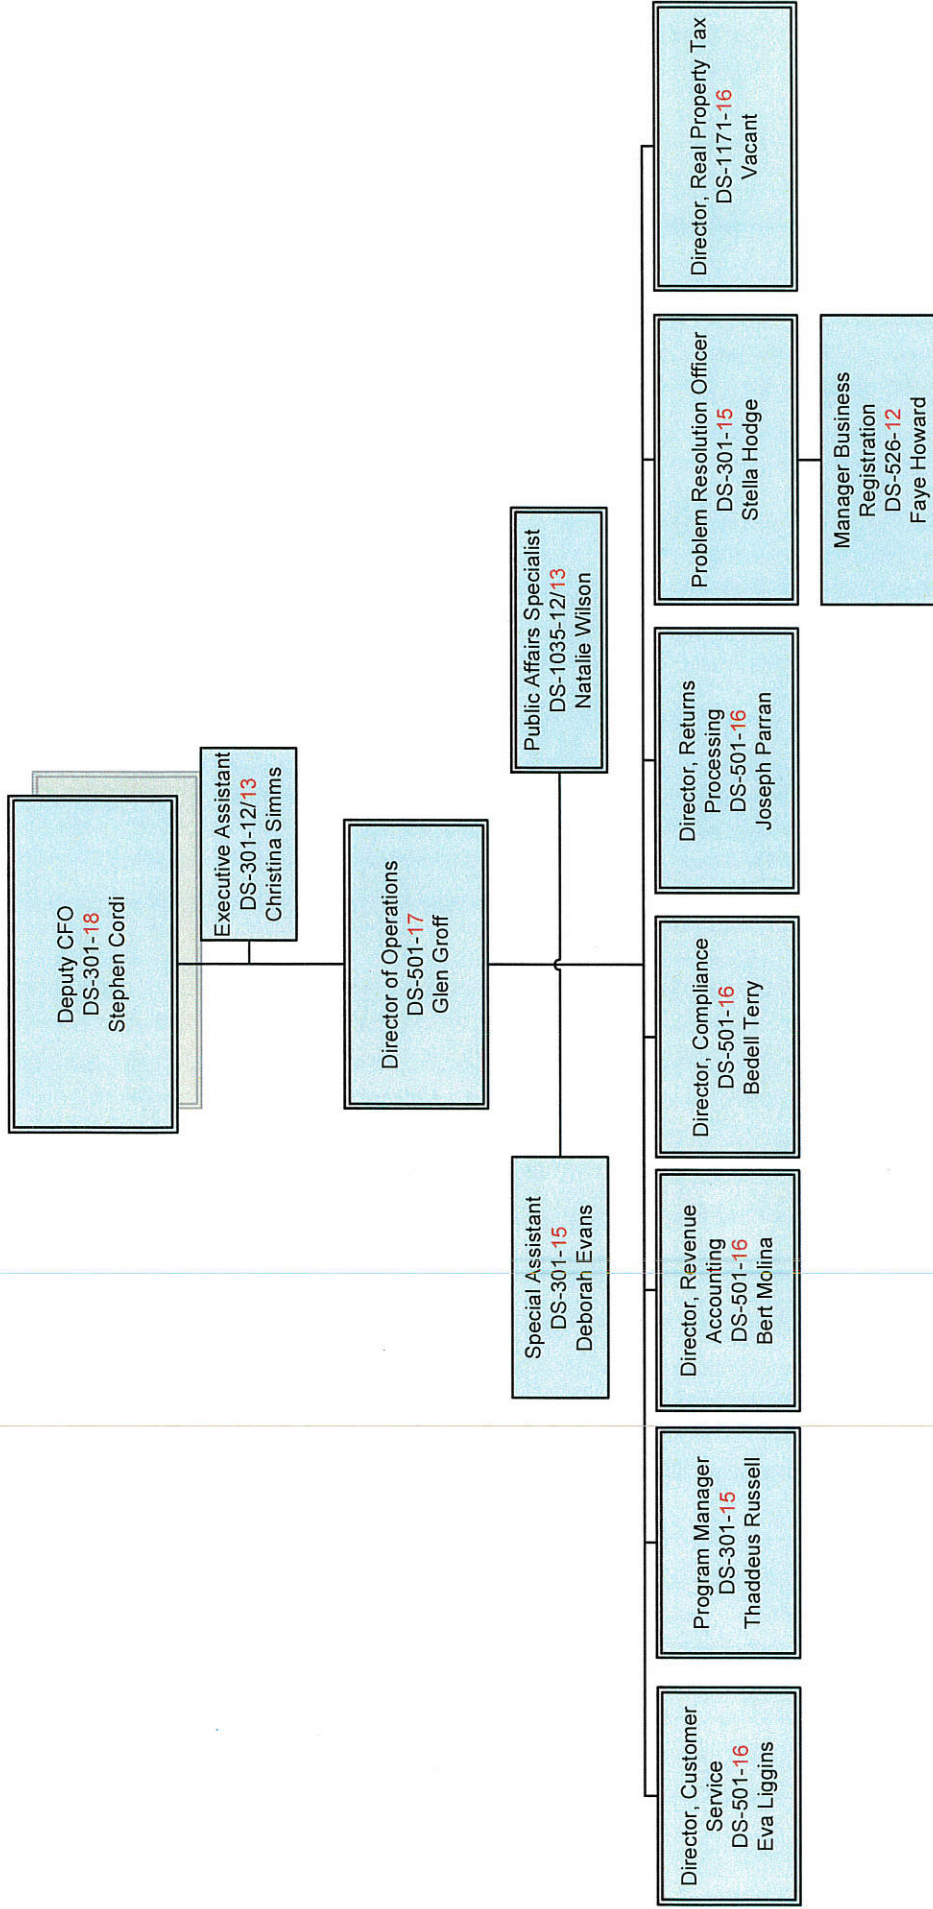 Deputy CFO
DS-301-18
Stephen Cordi
Executive Assistant
DS-301-12/13
Christina Simms
Director of Operations
DS-501-17
Glen Groff
Special Assistant
DS-301-15
Deborah Evans
Public Affairs Specialist
DS-1035-12/13
Natalie Wilson
Director, Customer
Service
DS-501-16
Eva Liggins
Program Manager
DS-301-15
Thaddeus Russell
Director, Revenue
Accounting
DS-501-16
Bert Molina
Director, Compliance
DS-501-16
Bedell Terry
Director, Returns
Processing
DS-501-16
Joseph Parran
Problem Resolution Officer
DS-301-15
Stella Hodge
Director, Real Property Tax
DS-1171-16
Vacant
Manager Business
Registration
DS-526-12
Faye Howard